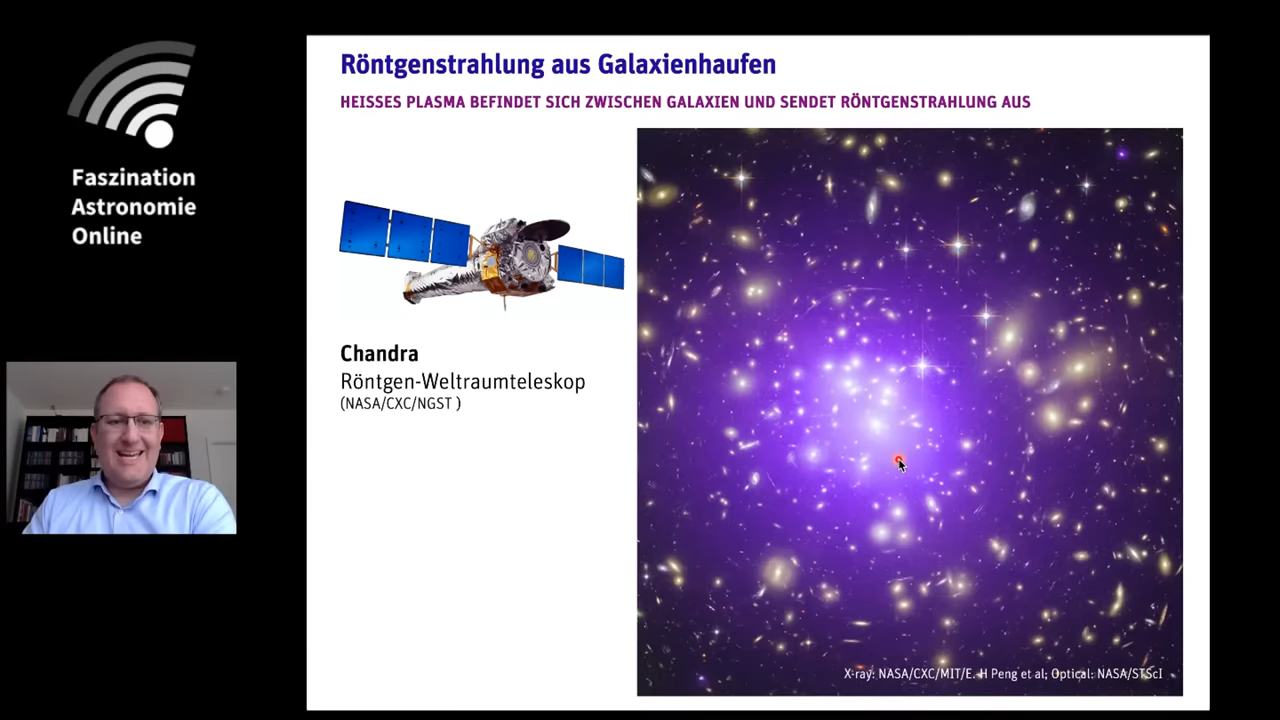 Faszination
Astronomie
Online
Röntgenstrahlung aus Galaxienhaufen
HEISSES PLASMA BEFINDET SICH ZWISCHEN GALAXIEN UND SENDET RÖNTGENSTRAHLUNG AUS
Chandra
Röntgen-Weltraumteleskop
(NASA/CXC/NGST )
X-ray: NASA/CXC/MIT/E. -H Peng et al; Optical: NASA/STScI